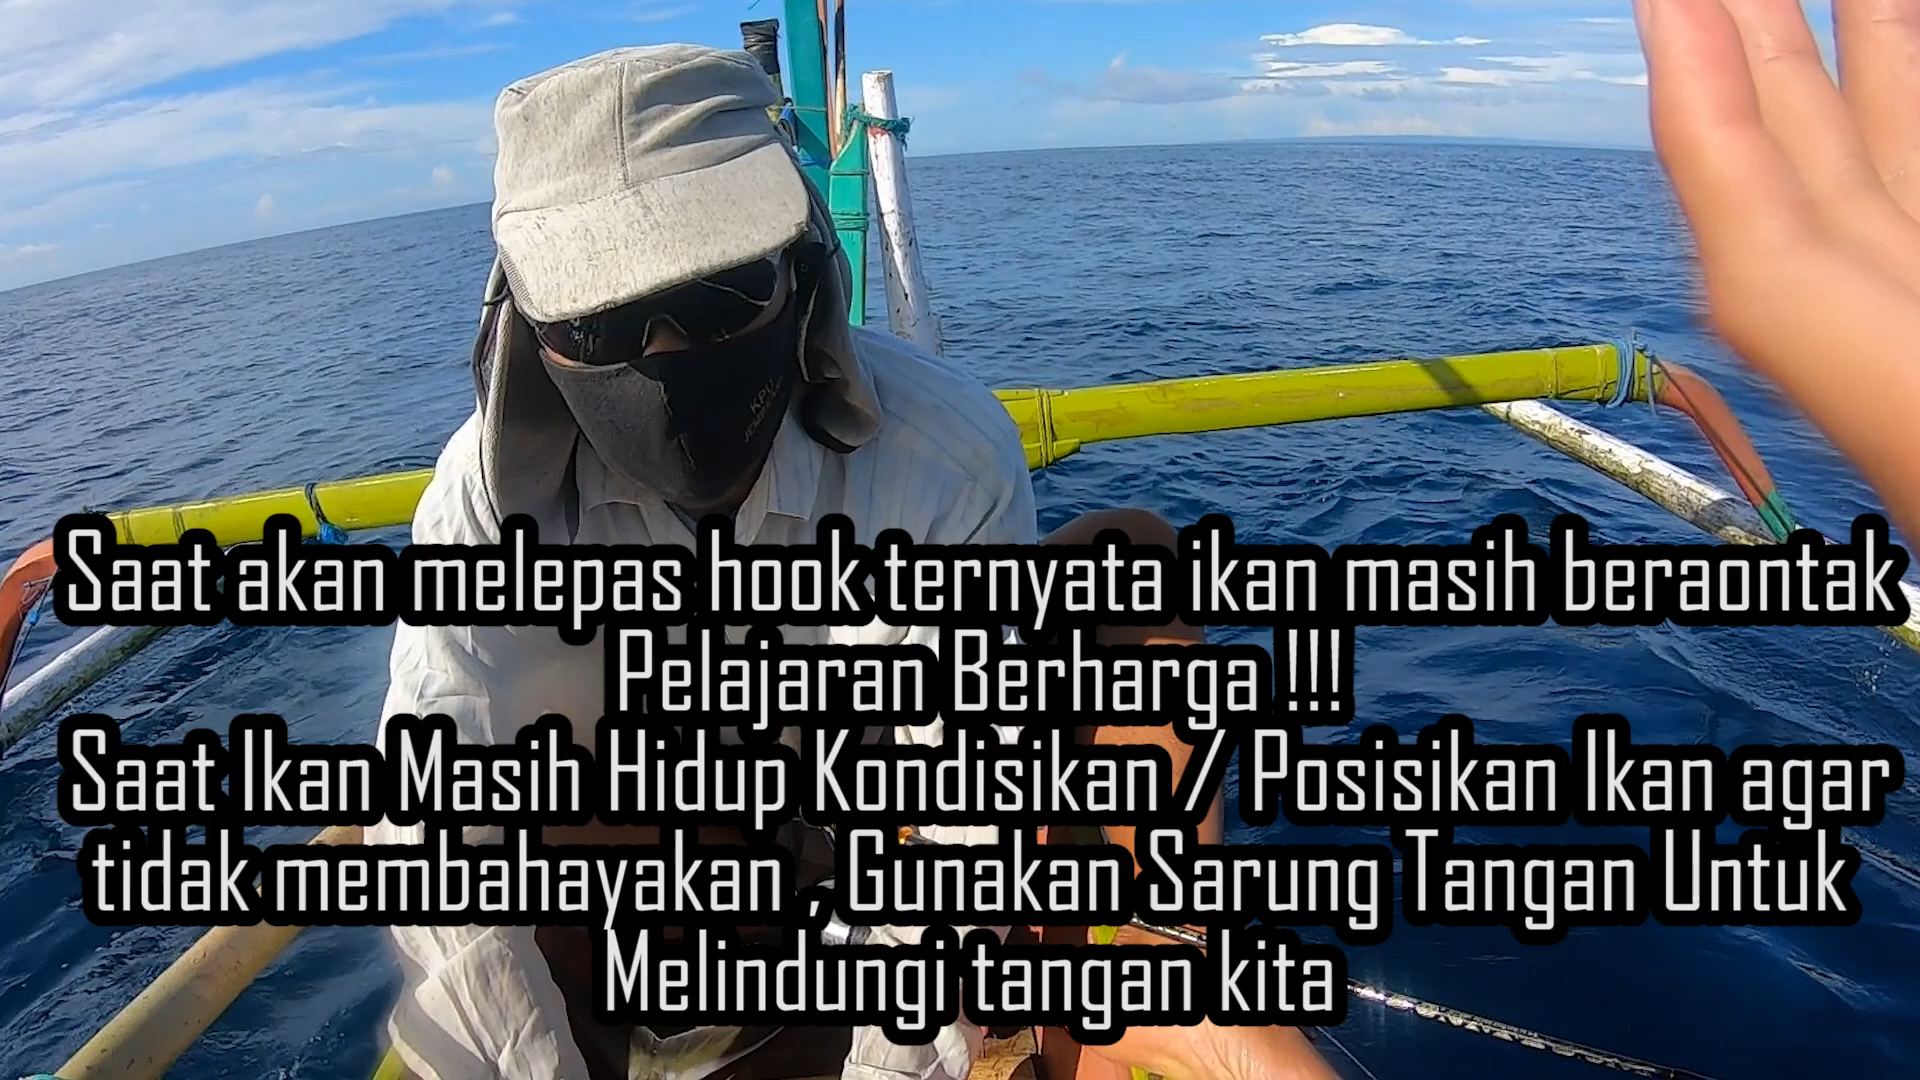 KPU
Saat akan melepas hook ternyata ikan masih beraontak
Pelajaran Berharga !!!
Saat Ikan Masih Hidup Kondisikan / Posisikan Ikan agar
tidak membahayakan , Gunakan Sarung Tangan Untuk
Melindungi tangan kita